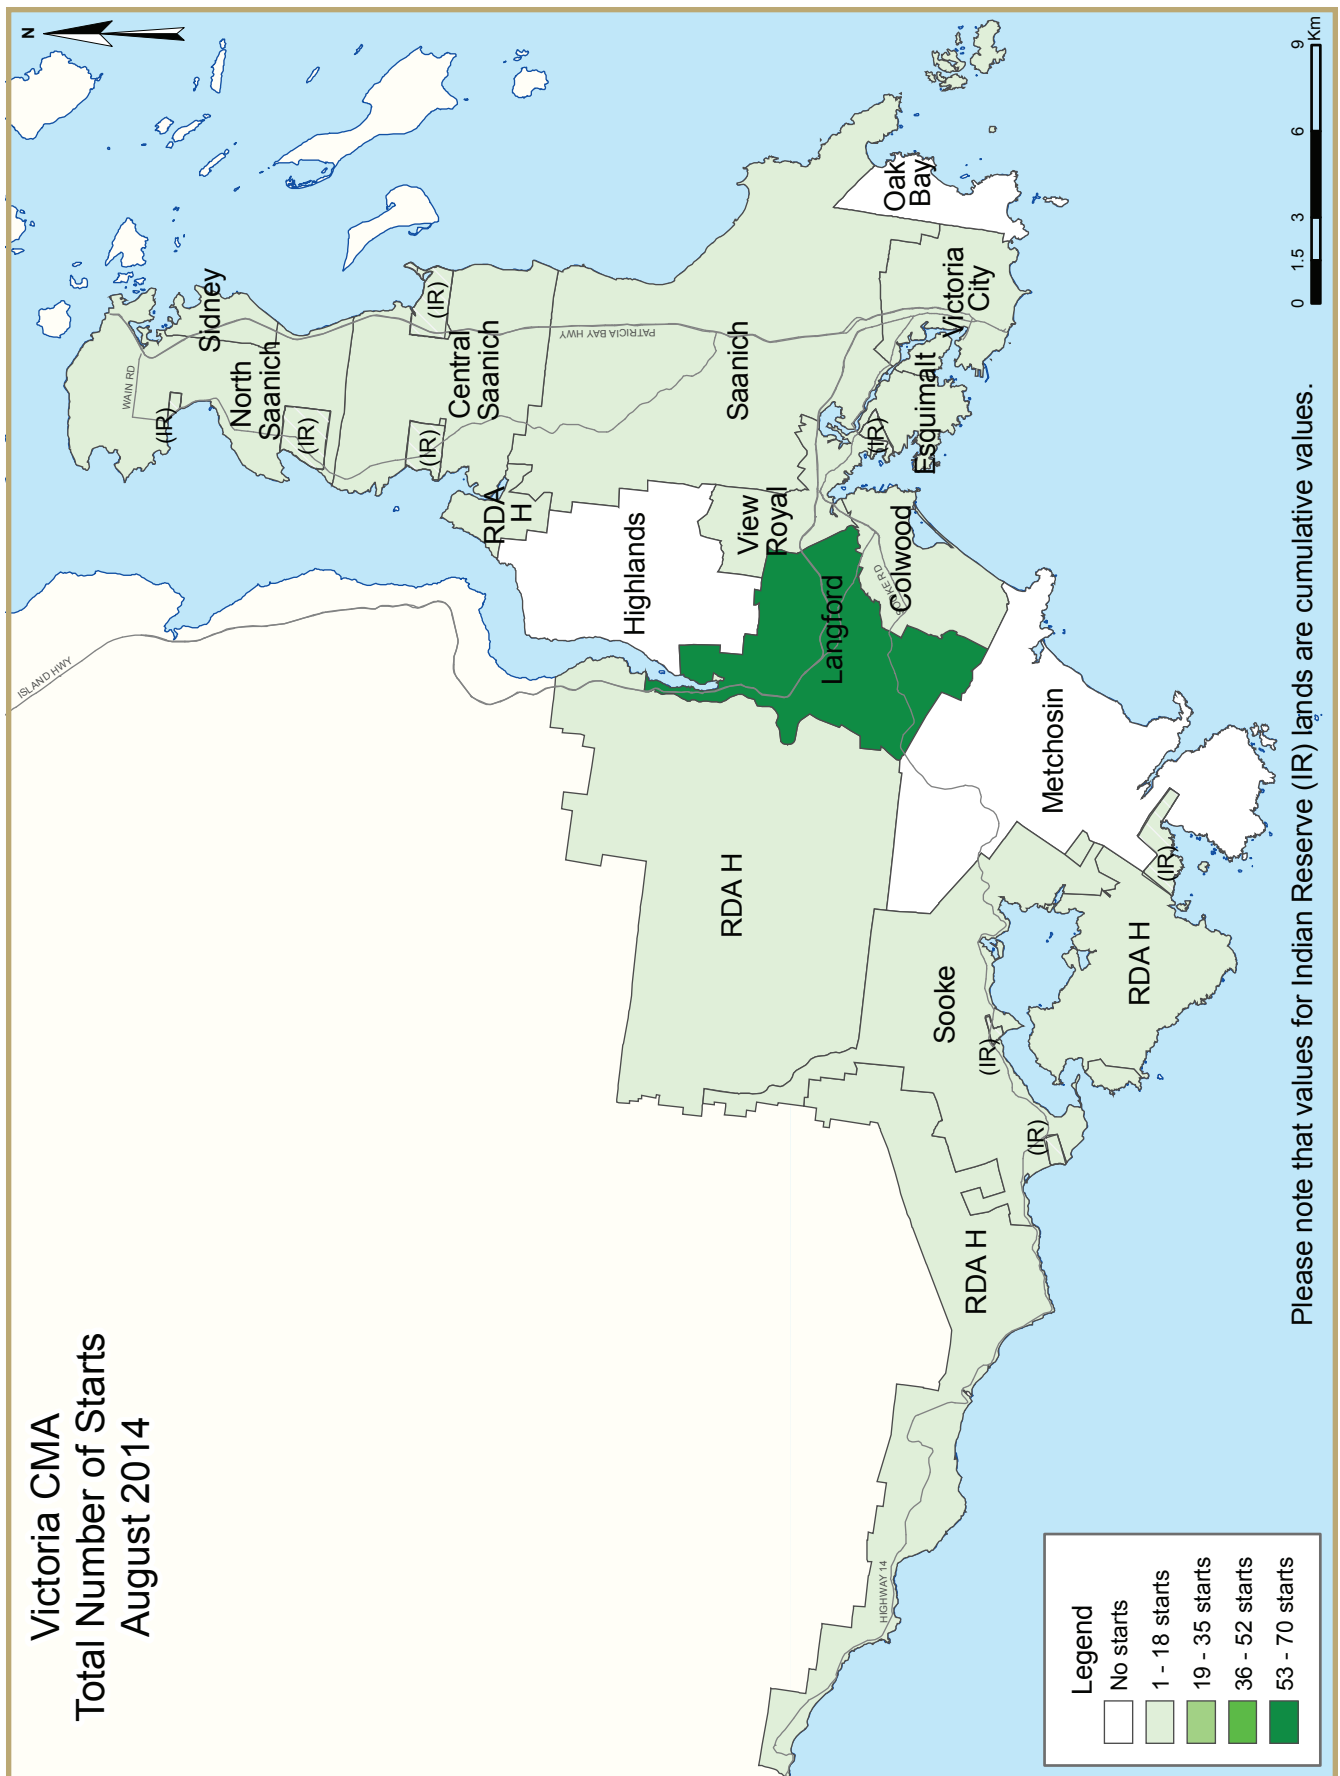 Victoria CMA
Total Number of Starts
August 2014
N
ISLAND HWY
WAIN RD
Sidney
North
Saanich
(IR)
(IR)
(IR)
(IR)
Central
Saanich
PATRICIA BAY HWY
RDA
H
Saanich
Highlands
View
Royal
Oak
Bay
Victoria
City
Esquimalt
(IR)
Colwood
SOOKE RD
Langford
Metchosin
(IR)
RDA H
RDA H
Sooke
(IR)
(IR)
RDA H
HIGHWAY 14
Legend
No starts
1 - 18 starts
19 - 35 starts
36 - 52 starts
53 - 70 starts
0 1.5 3 6 9
Km
Please note that values for Indian Reserve (IR) lands are cumulative values.